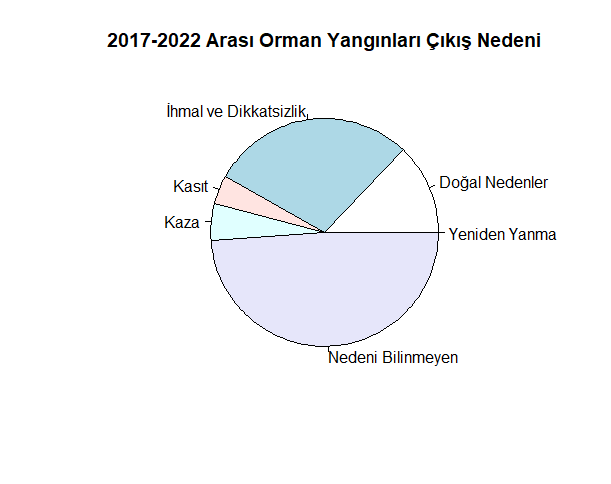 2017-2022 Arası Orman Yangınları Çıkış Nedeni
İhmal ve Dikkatsizlik
Doğal Nedenler
Kasıt
Kaza
Yeniden Yanma
Nedeni Bilinmeyen